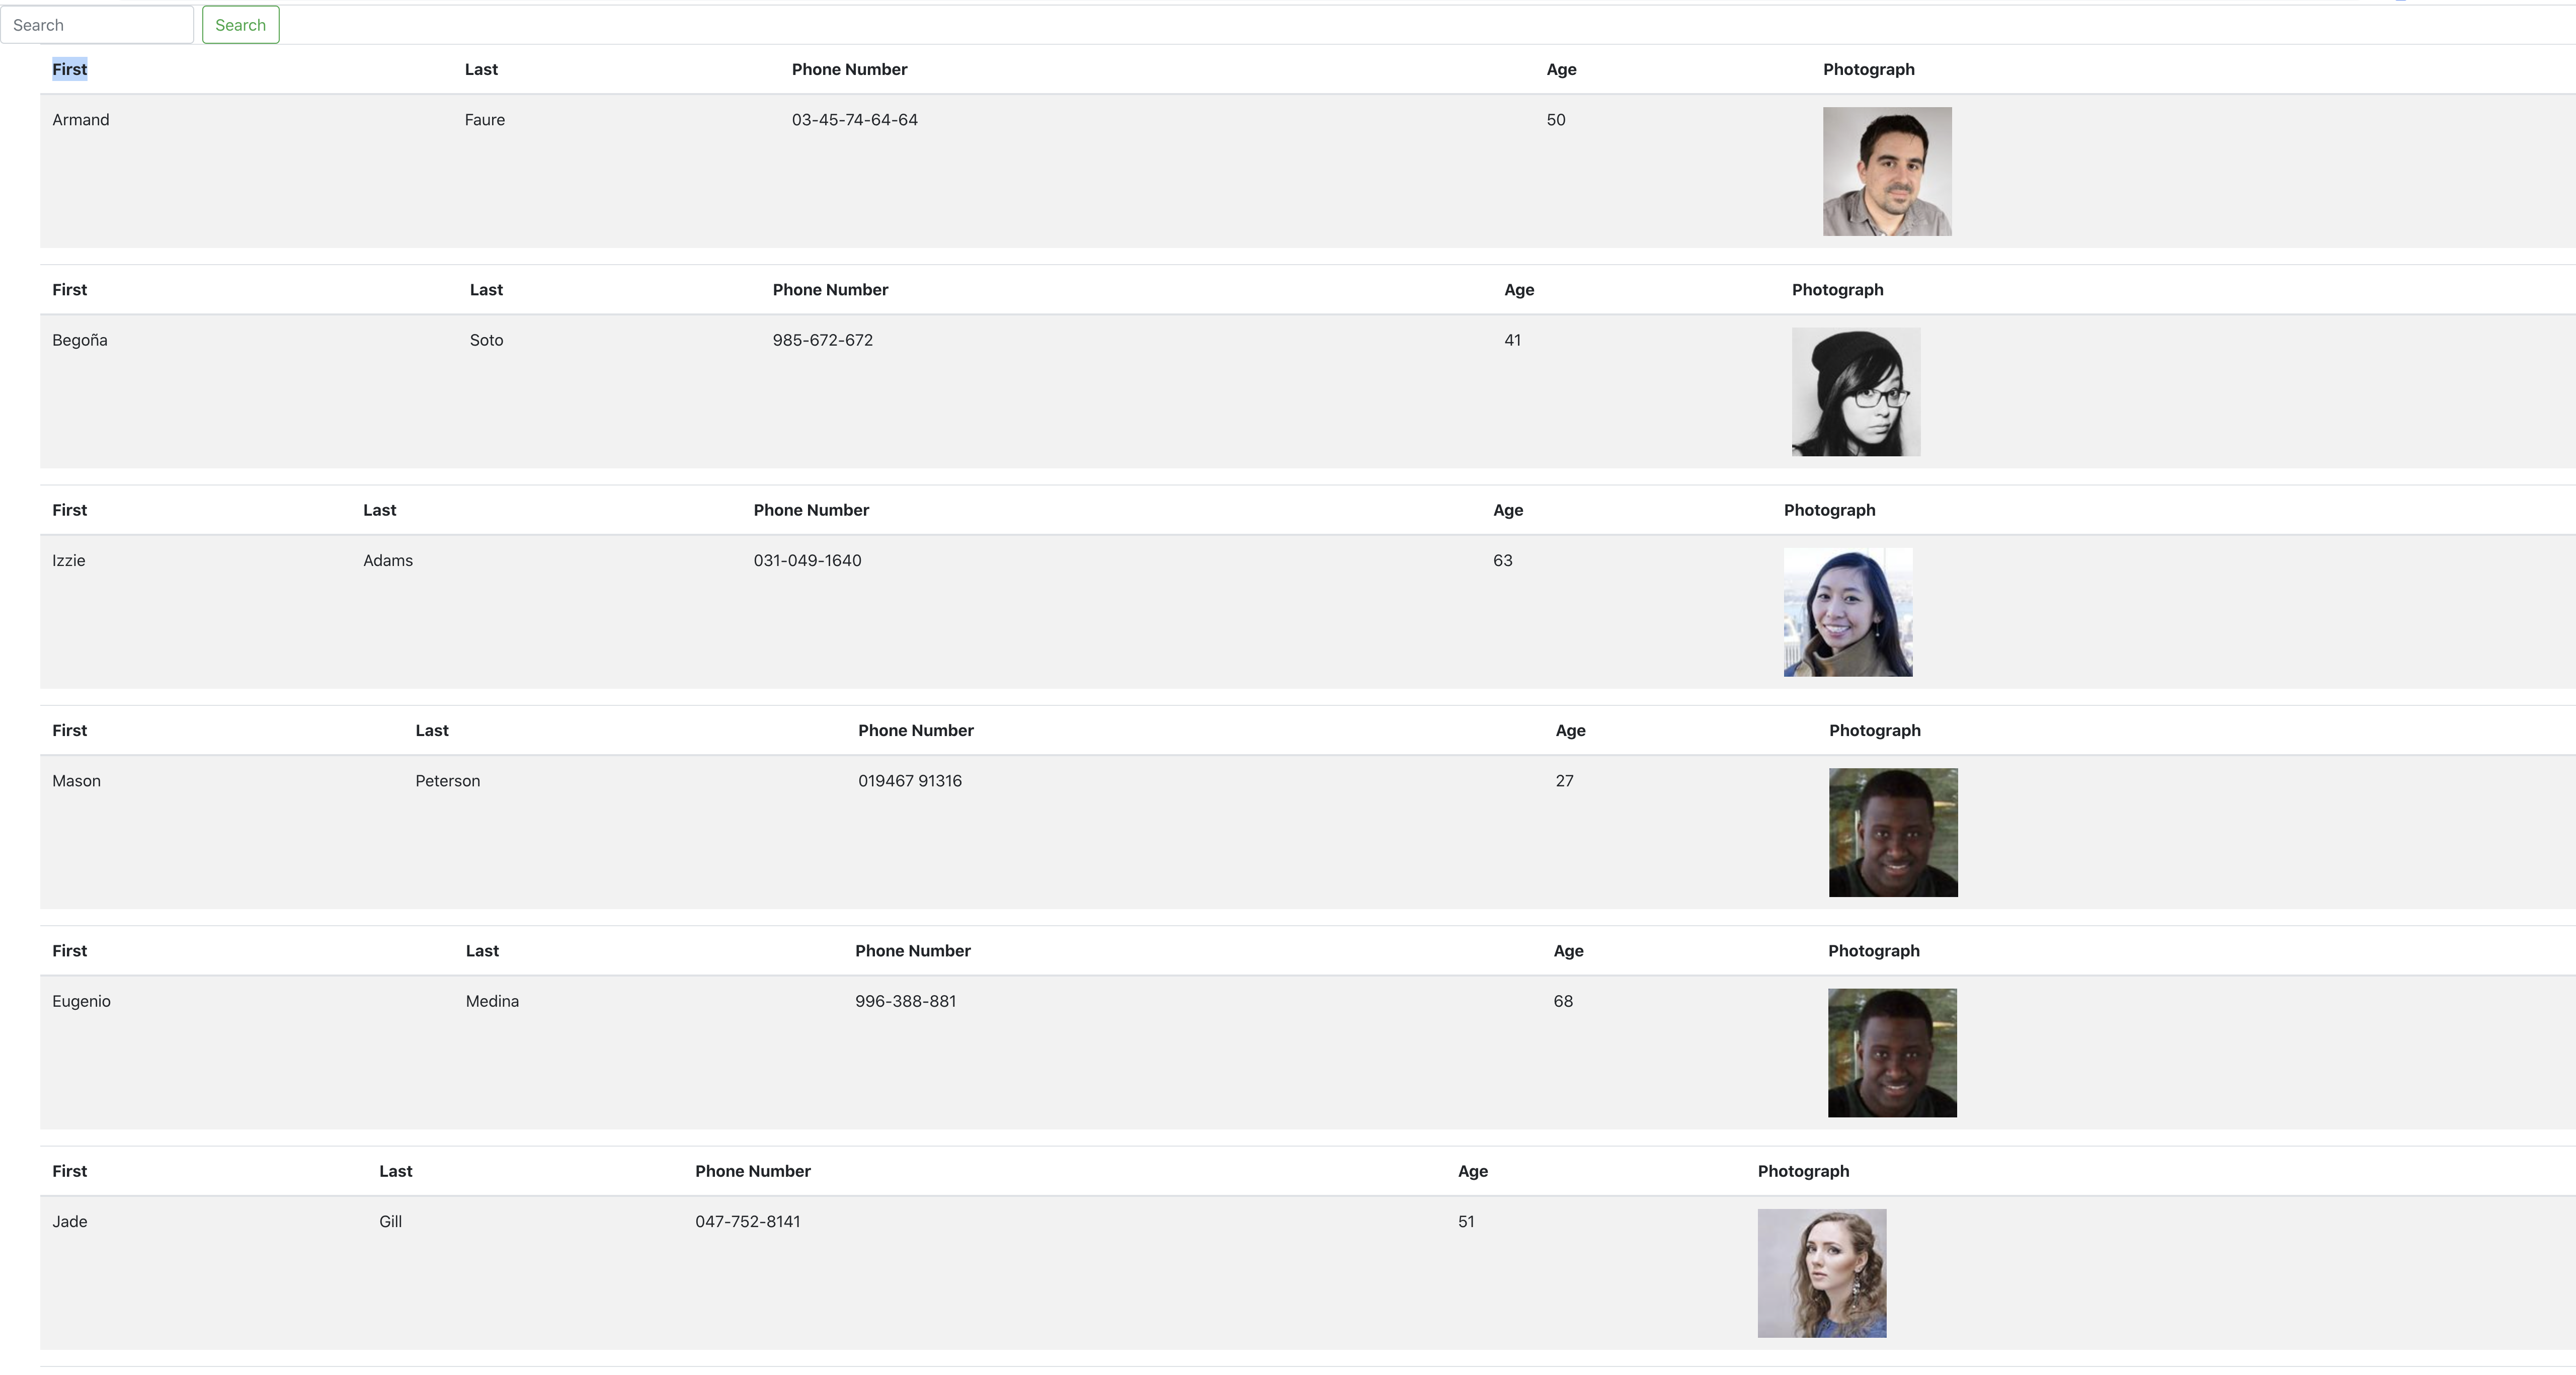 Search Search
First Last Phone Number Age Photograph
Armand Faure 03-45-74-64-64 50
First Last Phone Number Age Photograph
Begoña Soto 985-672-672 41
First Last Phone Number Age Photograph
Izzie Adams 031-049-1640 63
First Last Phone Number Age Photograph
Mason Peterson 019467 91316 27
First Last Phone Number Age Photograph
Eugenio Medina 996-388-881 68
First Last Phone Number Age Photograph
Jade Gill 047-752-8141 51